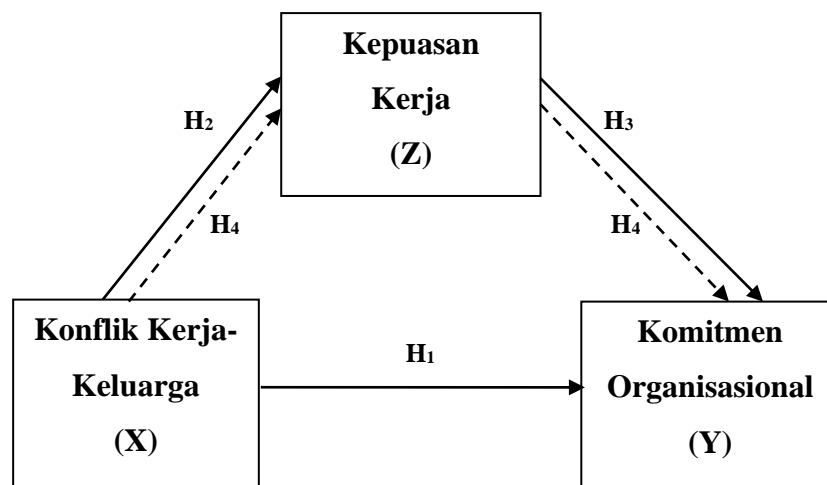 Kepuasan
Kerja
(Z)
H2
H3
H4
H4
Konflik Kerja-
Keluarga
(X)
H1
Komitmen
Organisasional
(Y)